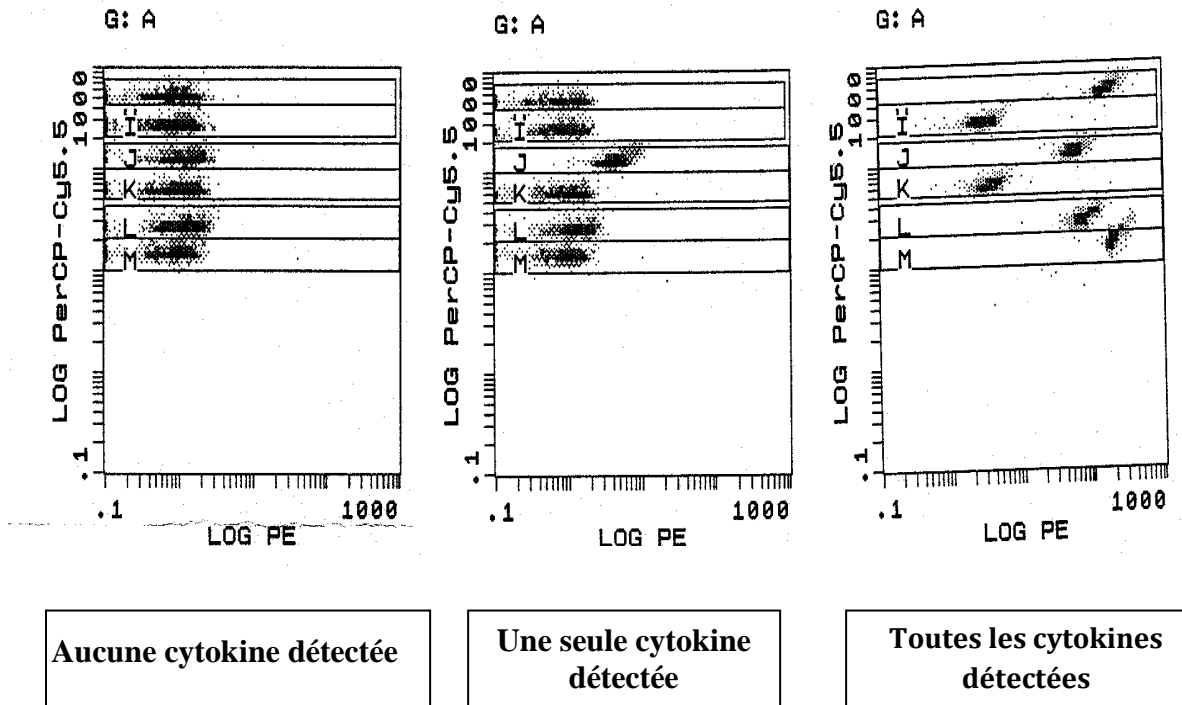 G: A
1000
I
J
K
L
M
.1
LOG PerCP-Cy5.5
.1
1000
LOG PE
Aucune cytokine détectée
G: A
1000
I
J
K
L
M
.1
LOG PerCP-Cy5.5
.1
1000
LOG PE
Une seule cytokine
détectée
G: A
1000
I
J
K
L
M
.1
LOG PerCP-Cy5.5
.1
1000
LOG PE
Toutes les cytokines
détectées